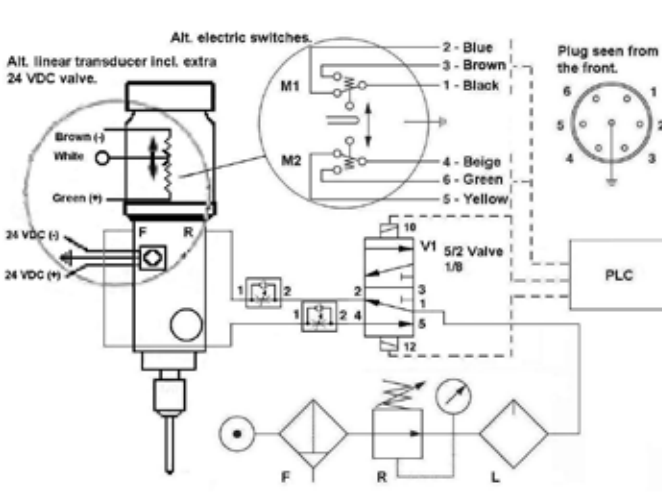 Alt. electric switches.
Alt. linear transducer incl. extra
24 VDC valve.
2 - Blue
3 - Brown
1 - Black
M1
M2
4 - Beige
6 - Green
5 - Yellow
Plug seen from
the front.
6
1
5
2
4
3
Brown (-)
White
Green (+)
F
R
24 VDC (-)
24 VDC (+)
10
V1
5/2 Valve
1/8
PLC
1
2
1
2
2
4
3
1
5
12
F
R
L